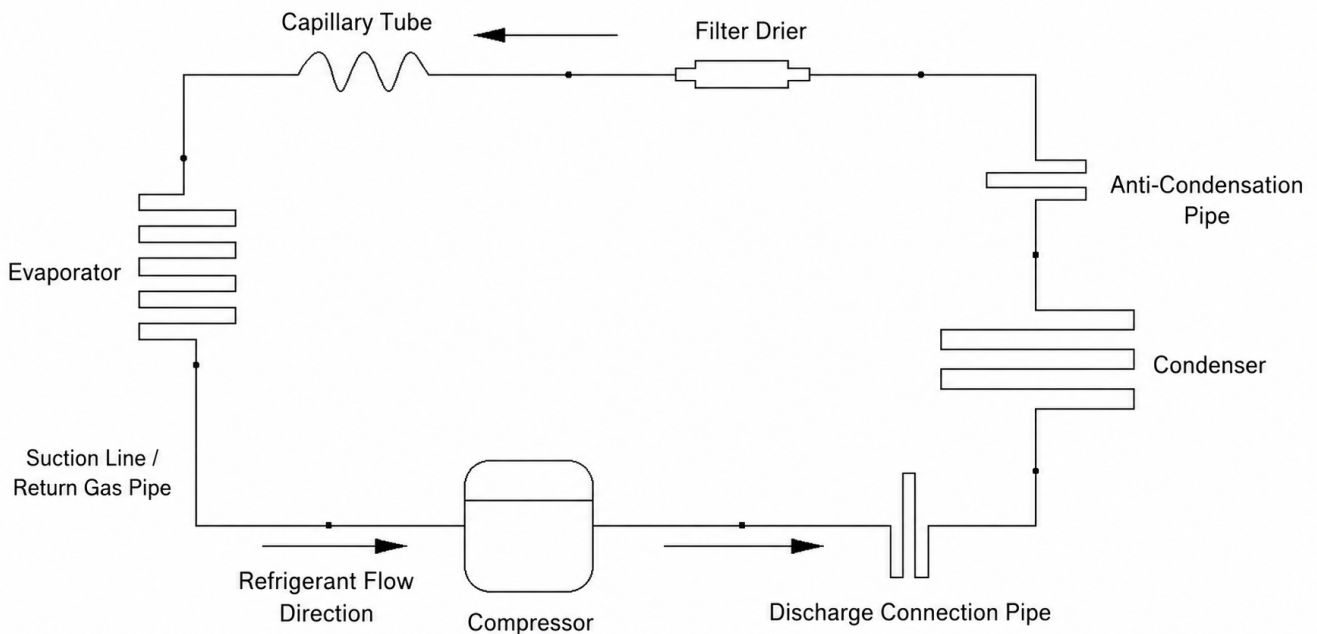 Capillary Tube
Filter Drier
Anti-Condensation
Pipe
Evaporator
Condenser
Suction Line /
Return Gas Pipe
Refrigerant Flow
Direction
Compressor
Discharge Connection Pipe